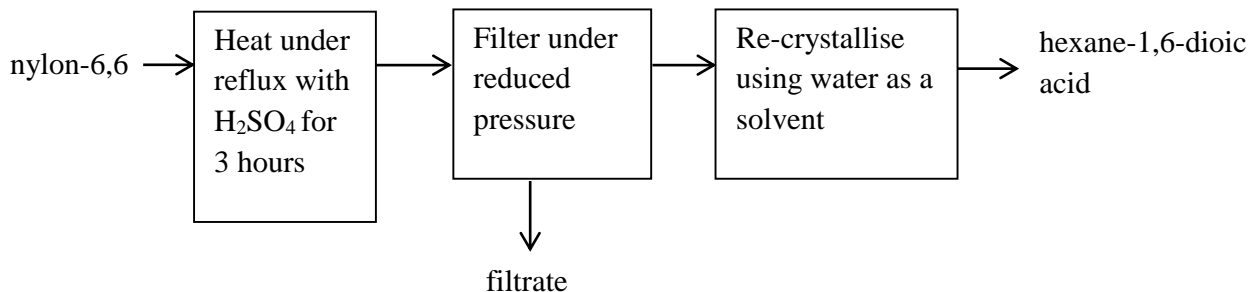 nylon-6,6
Heat under
reflux with
H₂SO₄ for
3 hours
Filter under
reduced
pressure
Re-crystallise
using water as a
solvent
hexane-1,6-dioic
acid
filtrate